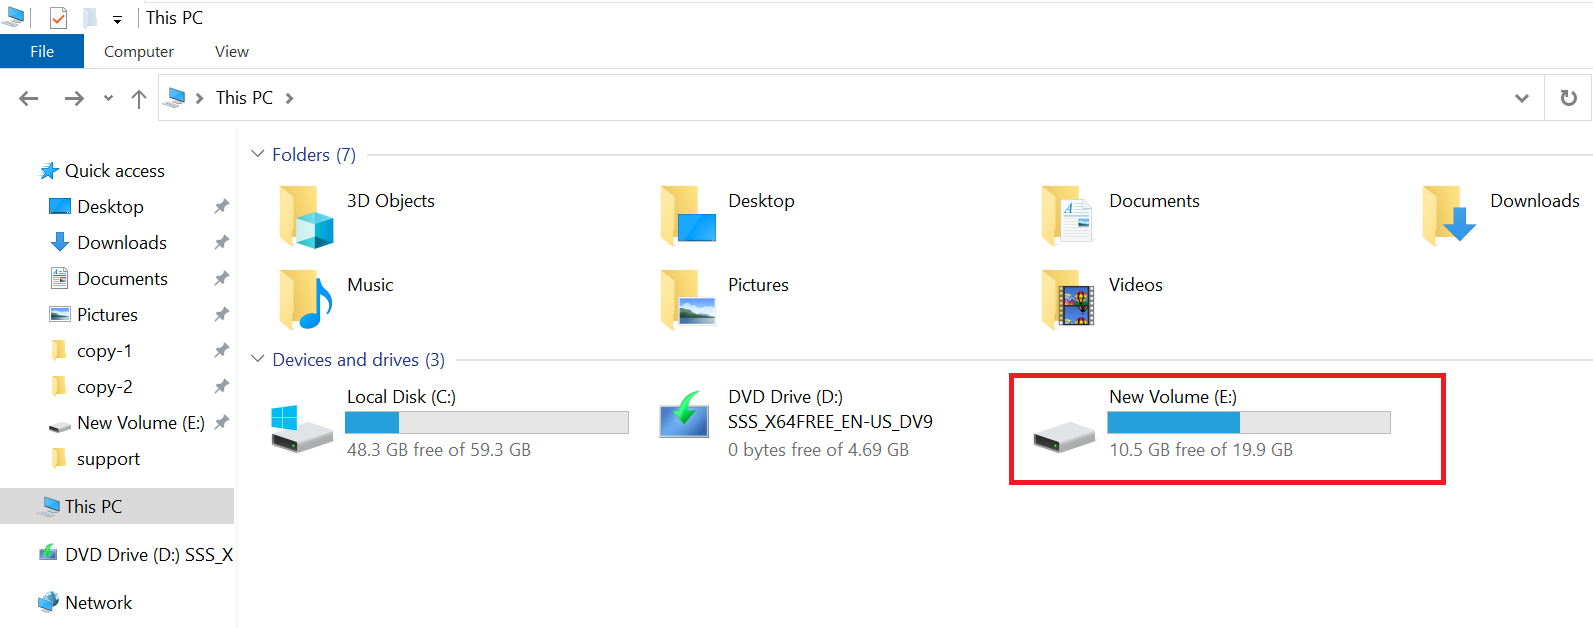 This PC
File Computer View
This PC
Quick access
Desktop
Downloads
Documents
Pictures
copy-1
copy-2
New Volume (E:)
support
This PC
DVD Drive (D:) SSS_X
Network
Folders (7)
3D Objects
Desktop
Documents
Downloads
Music
Pictures
Videos
Devices and drives (3)
Local Disk (C:)
48.3 GB free of 59.3 GB
DVD Drive (D:)
SSS_X64FREE_EN-US_DV9
0 bytes free of 4.69 GB
New Volume (E:)
10.5 GB free of 19.9 GB